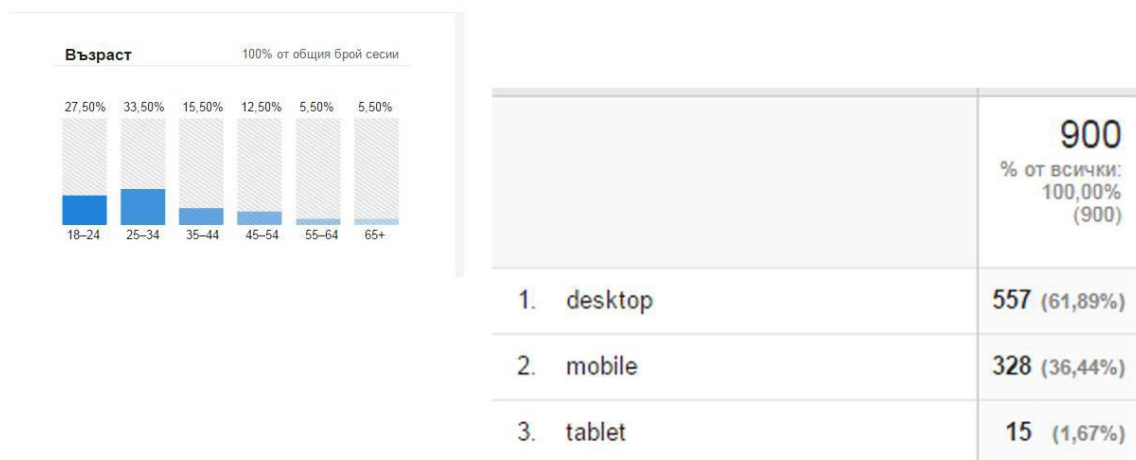 Възраст 100% от общия брой сесии
27,50% 33,50% 15,50% 12,50% 5,50% 5,50%
18–24 25–34 35–44 45–54 55–64 65+
900
% от всички:
100,00%
(900)
1. desktop 557 (61,89%)
2. mobile 328 (36,44%)
3. tablet 15 (1,67%)